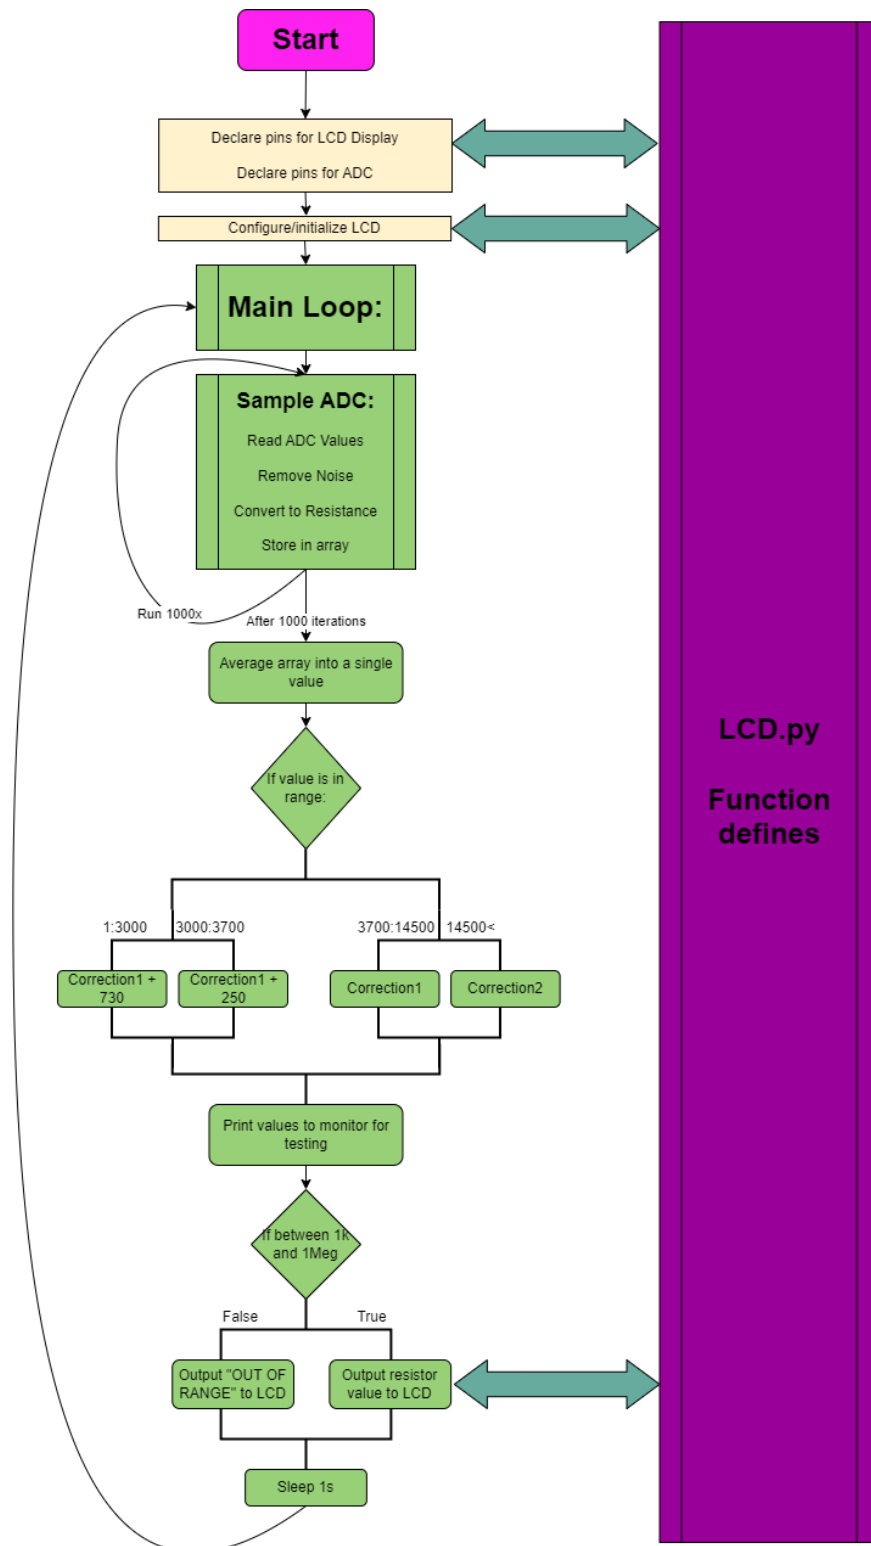 Start
Declare pins for LCD Display
Declare pins for ADC
Configure/initialize LCD
Main Loop:
Sample ADC:
Read ADC Values
Remove Noise
Convert to Resistance
Store in array
Run 1000x
After 1000 iterations
Average array into a single
value
If value is in
range:
1:3000
3000:3700
3700:14500
14500<
Correction1 +
730
Correction1 +
250
Correction1
Correction2
Print values to monitor for
testing
If between 1k
and 1Meg
False
True
Output "OUT OF
RANGE" to LCD
Output resistor
value to LCD
Sleep 1s
LCD.py
Function
defines